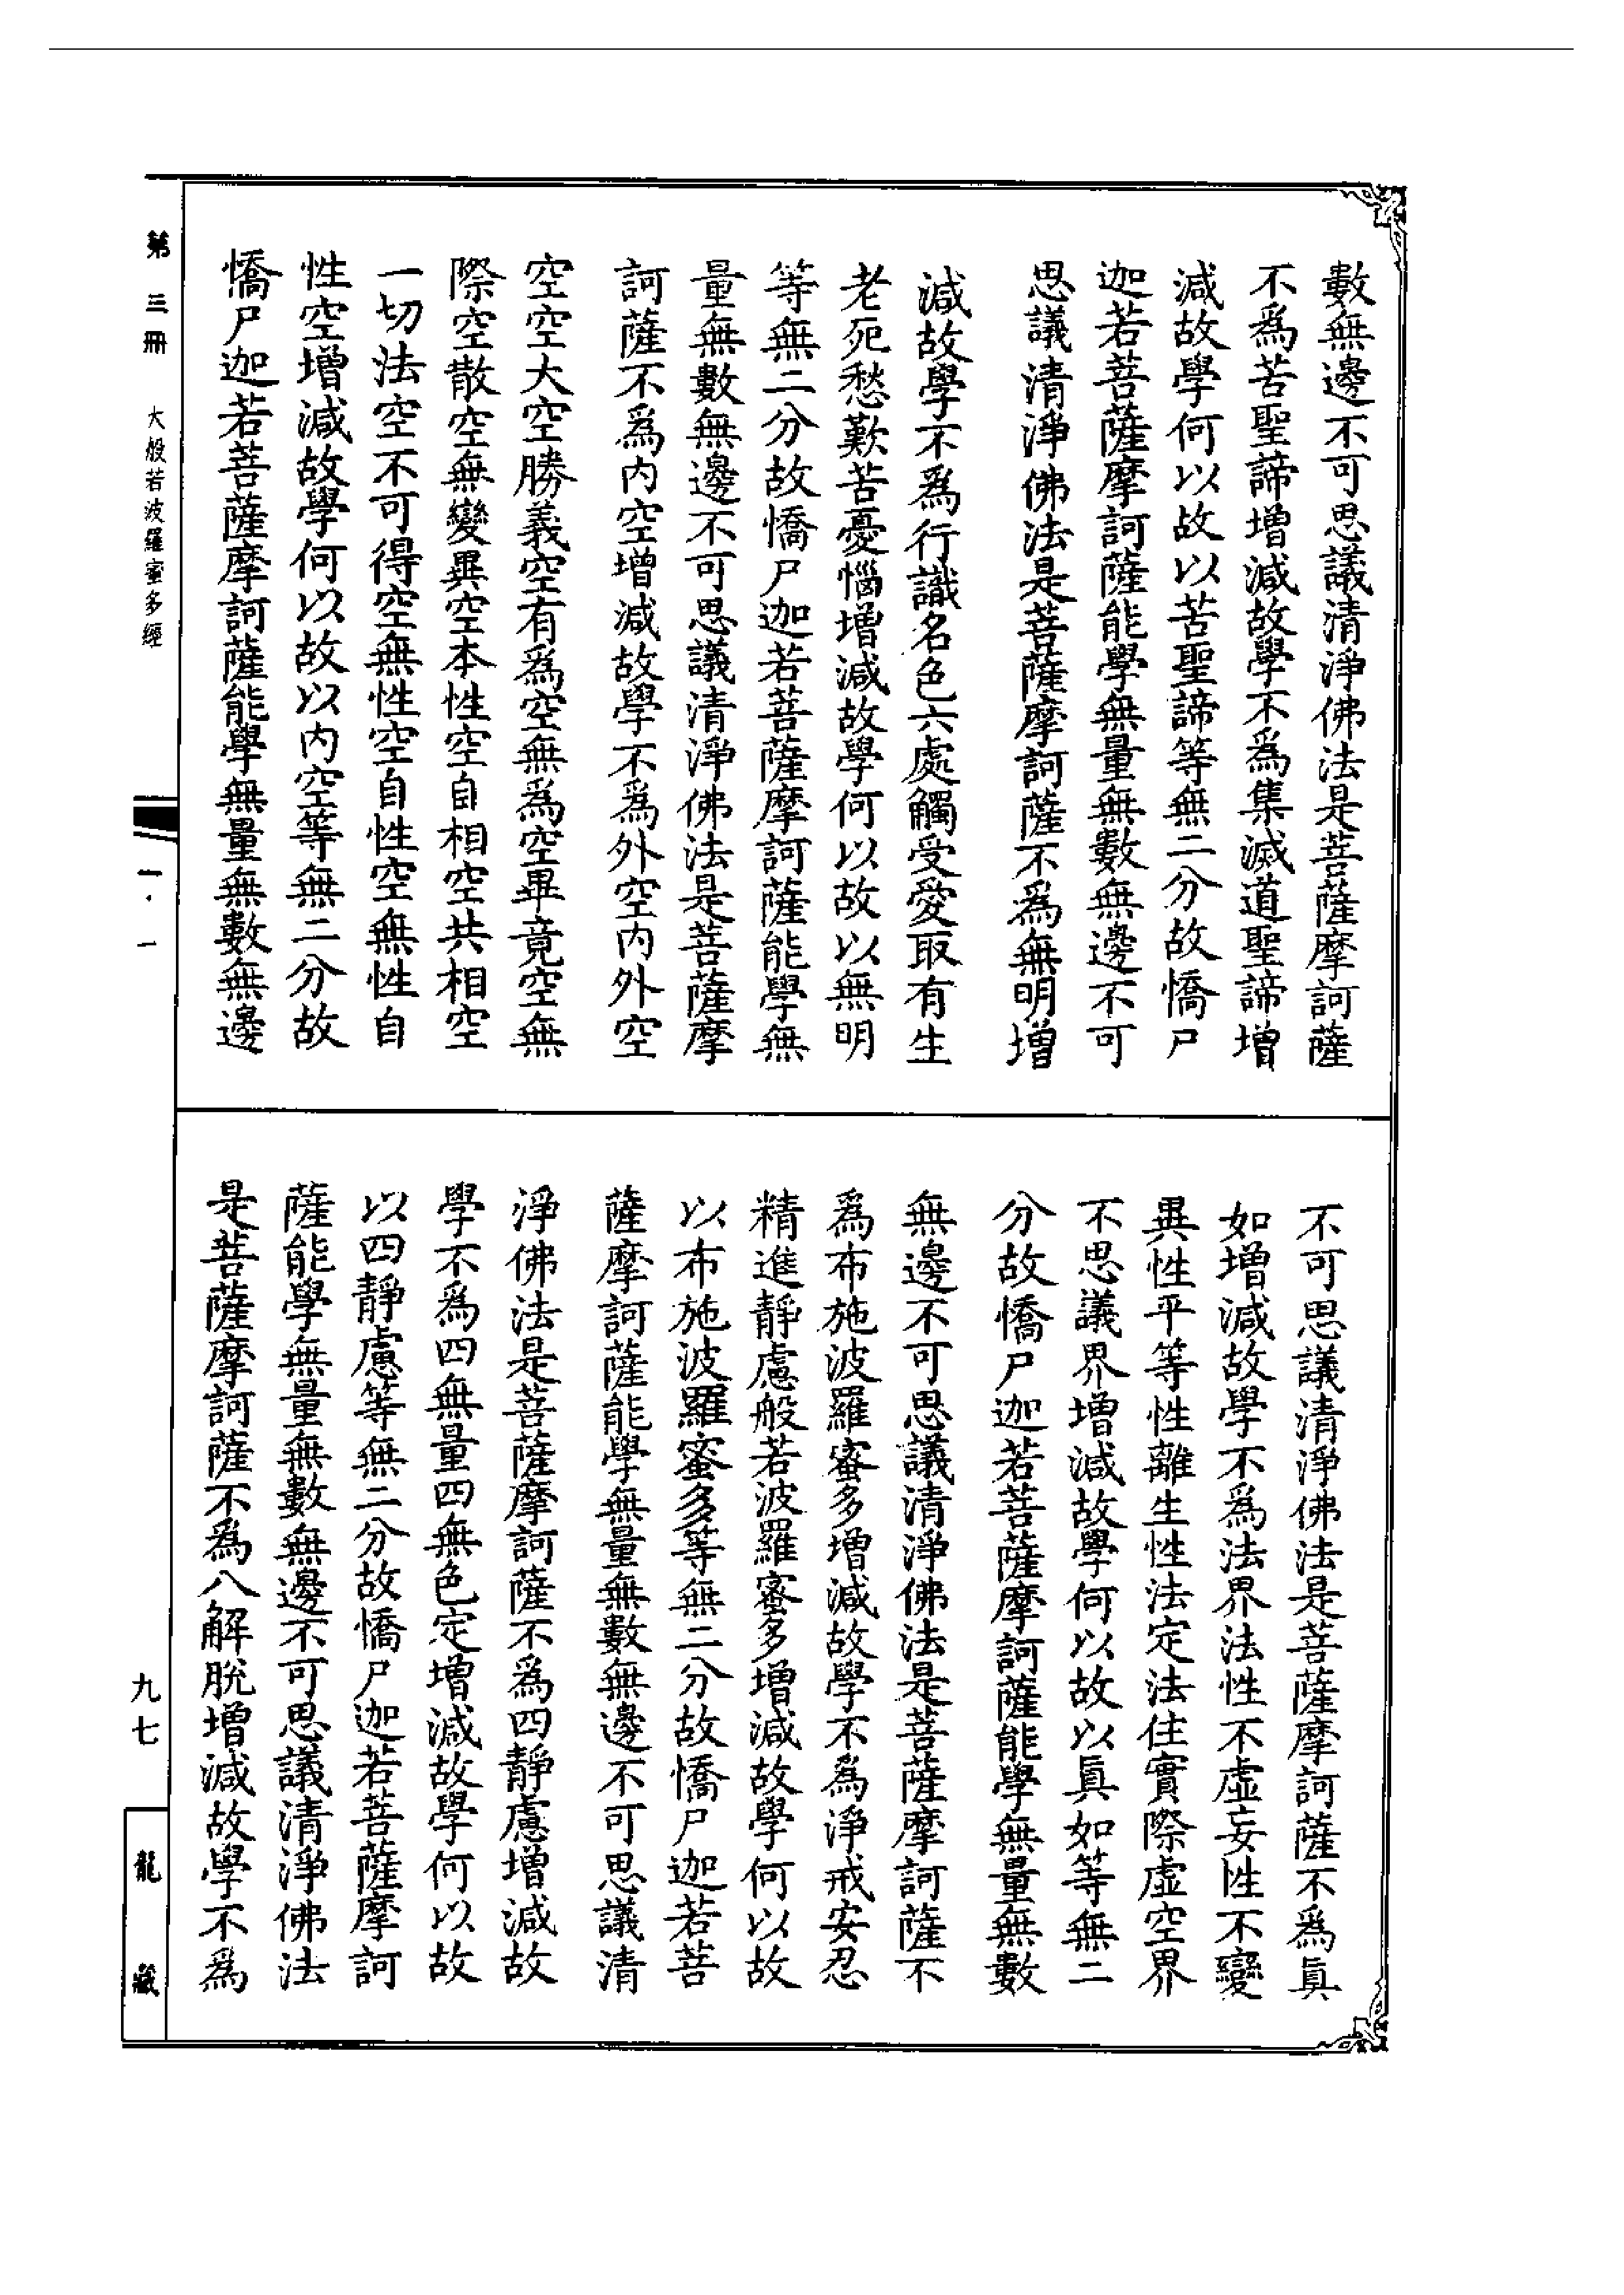 數無邊不可思議清淨佛法是菩薩摩訶薩
不爲苦聖諦增減故學不爲集滅道聖諦增
減故學何以故以苦聖諦等無二分故憍尸
迦若菩薩摩訶薩能學無量無數無邊不可
思議清淨佛法是菩薩摩訶薩不爲無明增
減故學不爲行識名色六處觸受愛取有生
老死愁歎苦憂惱增減故學何以故以無明
等無二分故憍尸迦若菩薩摩訶薩能學無
量無數無邊不可思議清淨佛法是菩薩摩
訶薩不爲內空增減故學不爲外空內外空
空空大空勝義空有爲空無爲空畢竟空無
際空散空無變異空本性空自相空共相空
一切法空不可得空無性空自性空無性自
性空增減故學何以故以內空等無二分故
憍尸迦若菩薩摩訶薩能學無量無數無邊
不可思議清淨佛法是菩薩摩訶薩不爲眞
如增減故學不爲法界法性不虛妄性不變
異性平等性離生性法定法住實際虛空界
不思議界增減故學何以故以眞如等無二
分故憍尸迦若菩薩摩訶薩能學無量無數
無邊不可思議清淨佛法是菩薩摩訶薩不
爲布施波羅蜜多增減故學不爲淨戒安忍
精進靜慮般若波羅蜜多增減故學何以故
以布施波羅蜜多等無二分故憍尸迦若菩
薩摩訶薩能學無量無數無邊不可思議清
淨佛法是菩薩摩訶薩不爲四靜慮增減故
學不爲四無量四無色定增減故學何以故
以四靜慮等無二分故憍尸迦若菩薩摩訶
薩能學無量無數無邊不可思議清淨佛法
是菩薩摩訶薩不爲八解脫增減故學不爲
第三冊 大般若波羅蜜多經
一·一
九七
龍藏